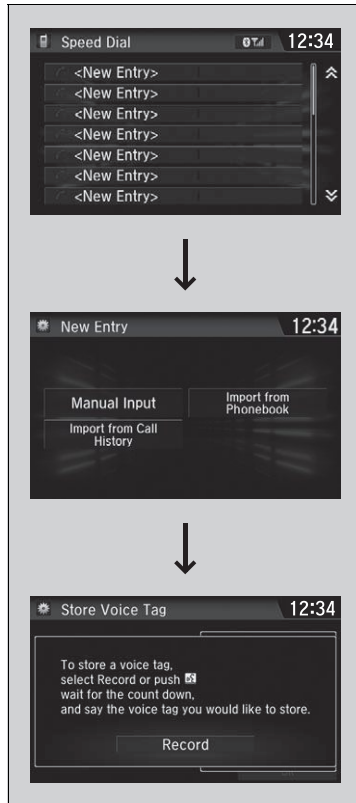 Speed Dial
12:34
<New Entry>
<New Entry>
<New Entry>
<New Entry>
<New Entry>
<New Entry>
<New Entry>
New Entry
12:34
Manual Input
Import from
Phonebook
Import from Call
History
Store Voice Tag
12:34
To store a voice tag,
select Record or push
wait for the count down,
and say the voice tag you would like to store.
Record